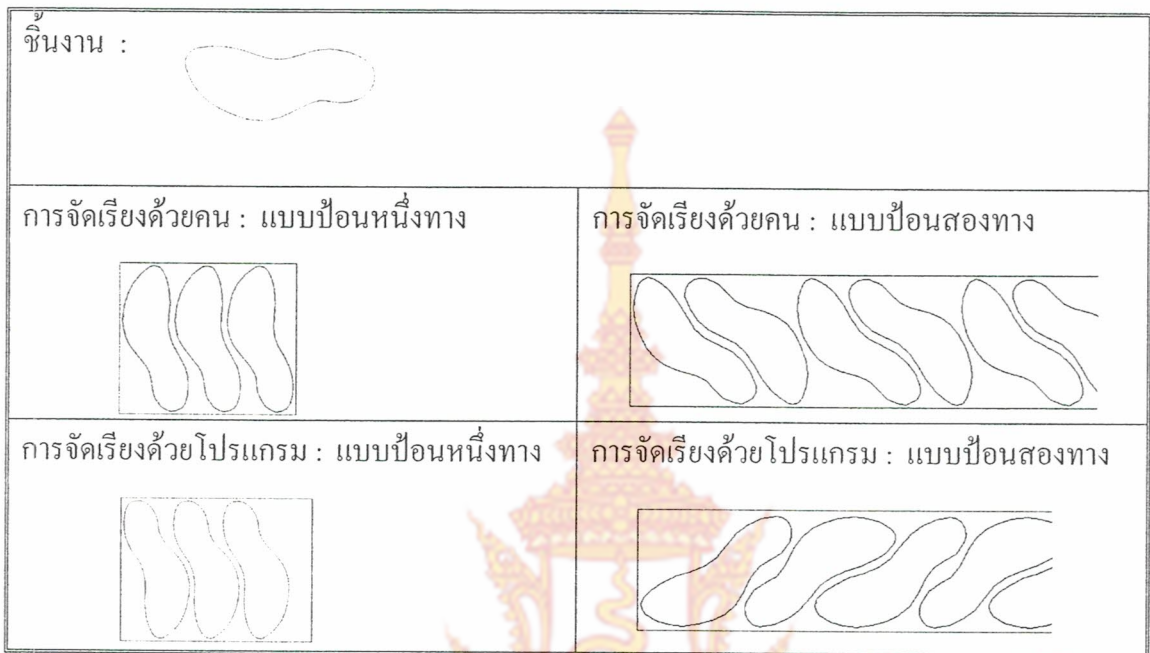 ชิ้นงาน :
การจัดเรียงด้วยคน : แบบป้อนหนึ่งทาง
การจัดเรียงด้วยคน : แบบป้อนสองทาง
การจัดเรียงด้วยโปรแกรม : แบบป้อนหนึ่งทาง
การจัดเรียงด้วยโปรแกรม : แบบป้อนสองทาง